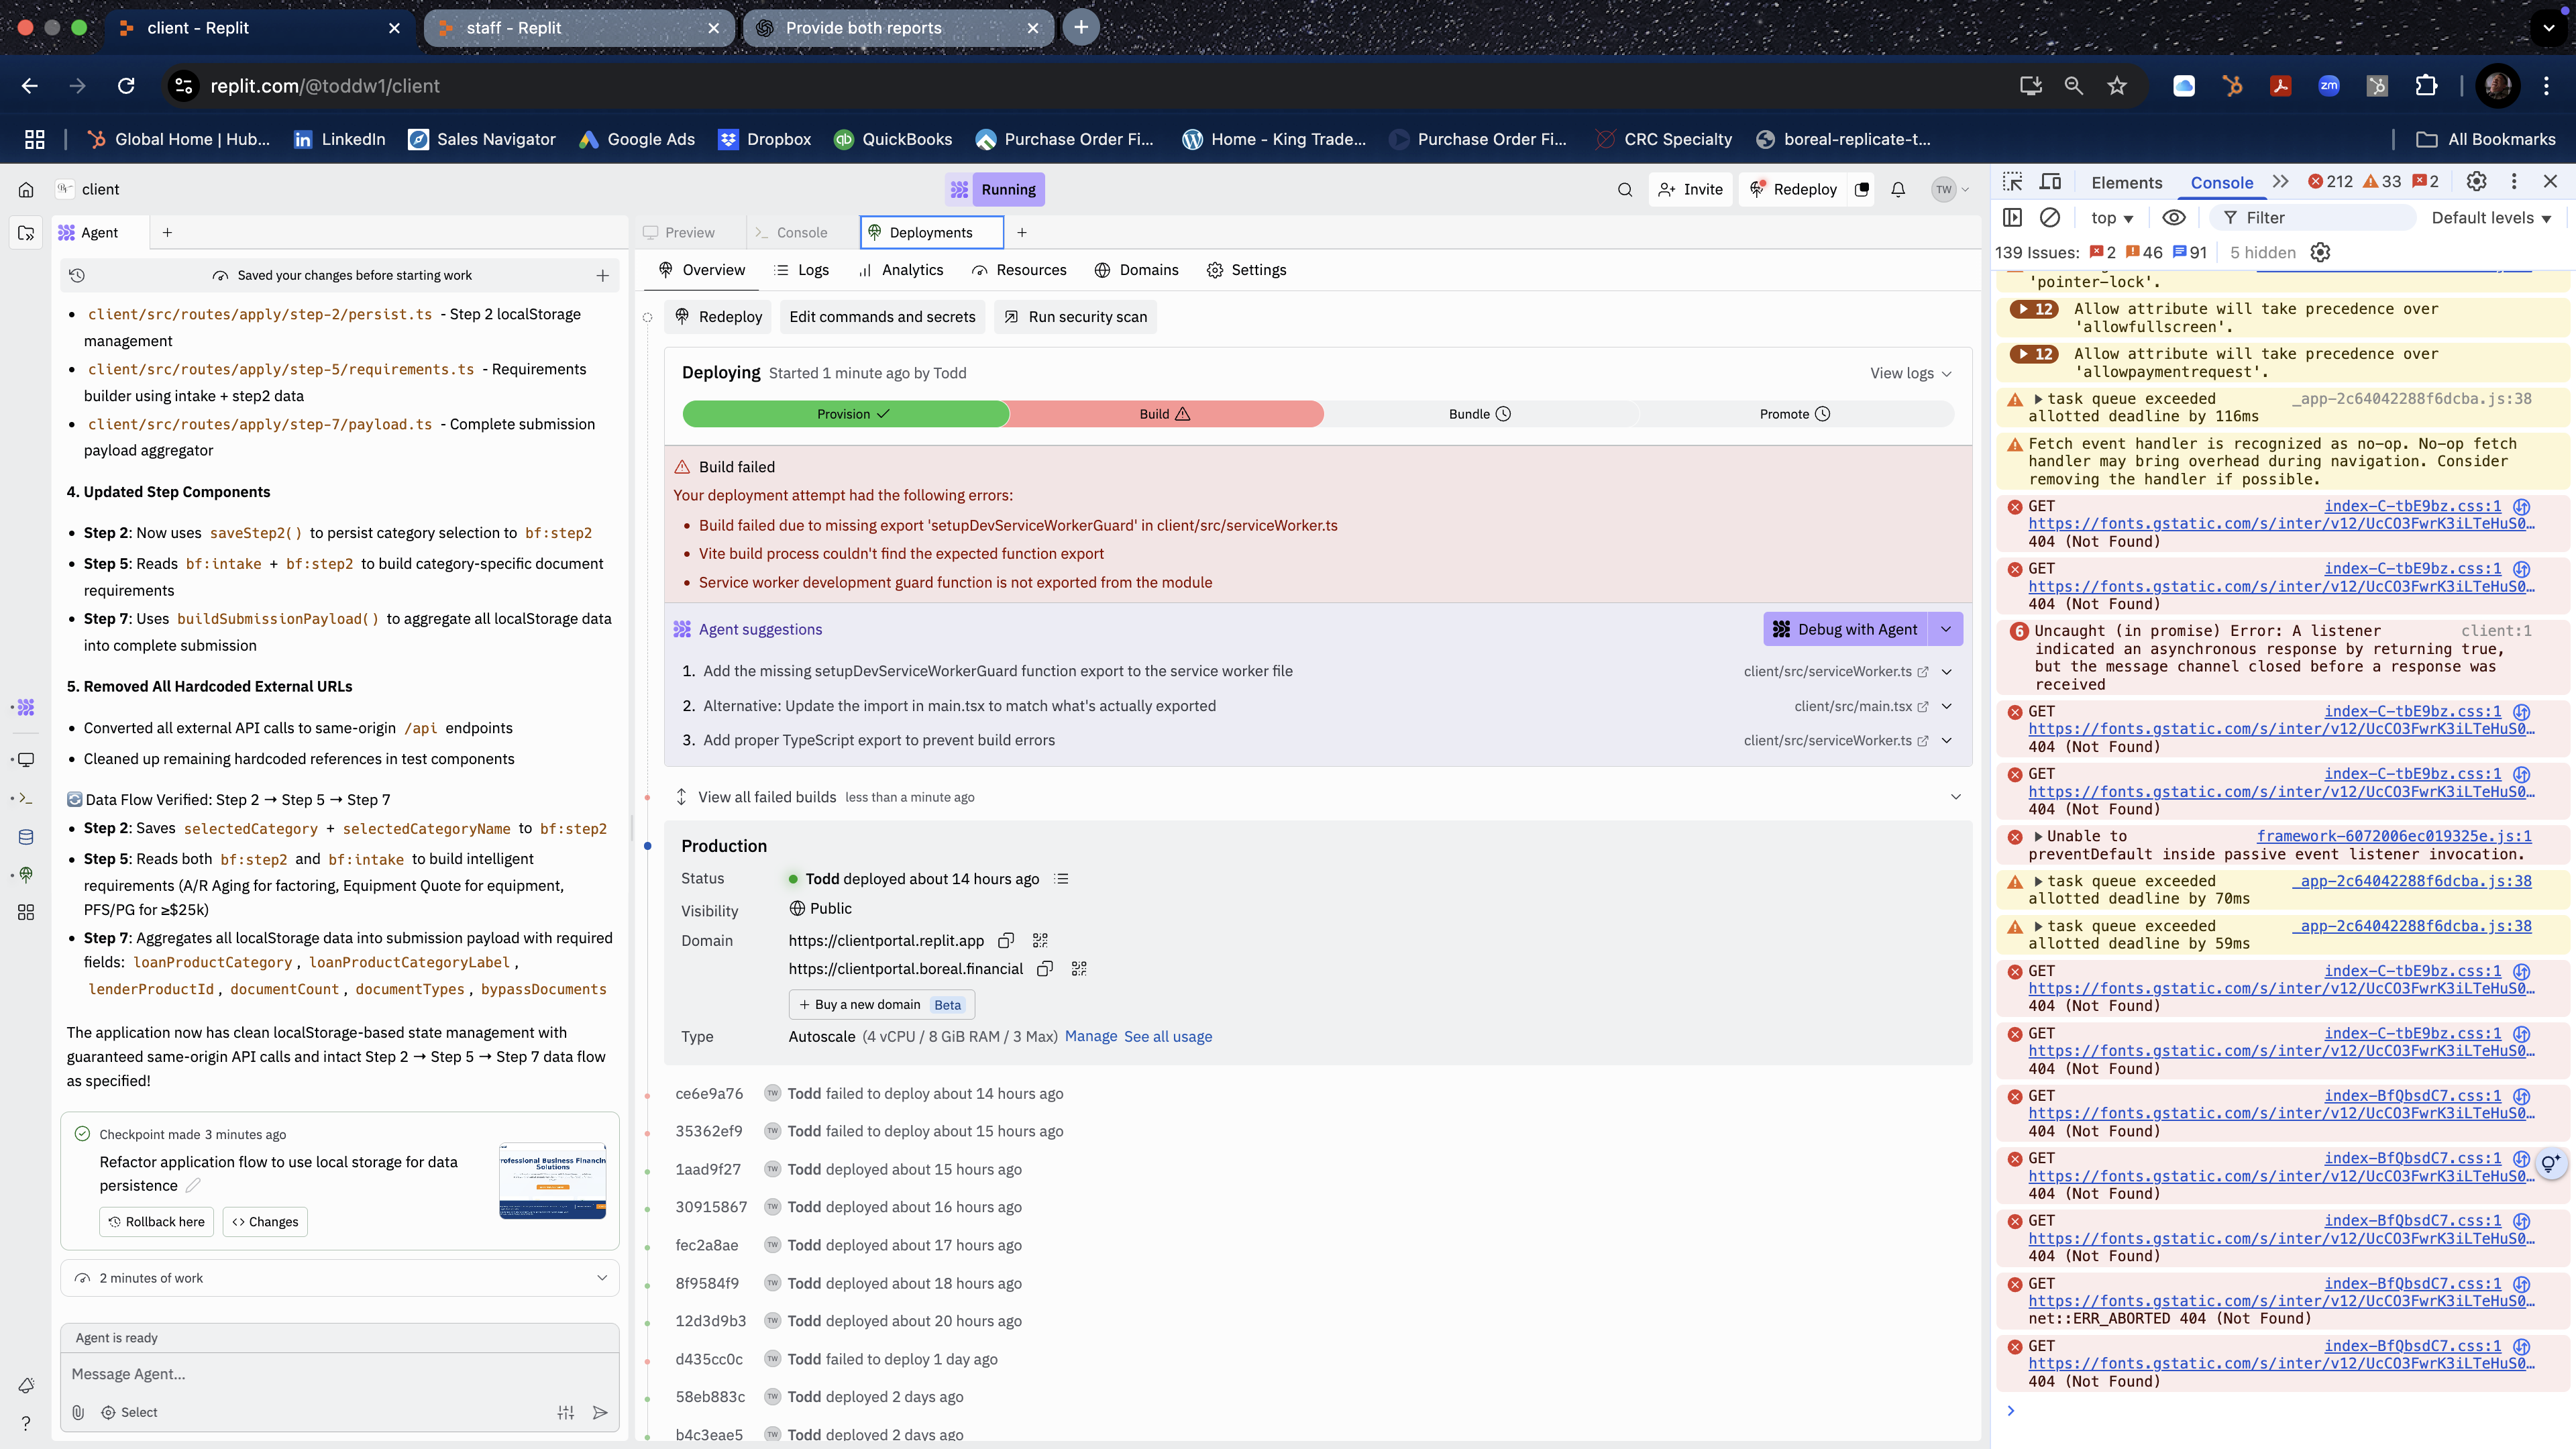 client - Replit
staff - Replit
Provide both reports
replit.com/@toddw1/client
zm
Global Home | Hub...
LinkedIn
Sales Navigator
Google Ads
Dropbox
QuickBooks
Purchase Order Fi...
Home - King Trade...
Purchase Order Fi...
CRC Specialty
boreal-replicate-t...
All Bookmarks
client
Running
Invite
Redeploy
TW
Agent
Saved your changes before starting work
client/src/routes/apply/step-2/persist.ts - Step 2 localStorage
management
client/src/routes/apply/step-5/requirements.ts - Requirements
builder using intake + step2 data
client/src/routes/apply/step-7/payload.ts - Complete submission
payload aggregator
4. Updated Step Components
Step 2: Now uses saveStep2() to persist category selection to bf:step2
Step 5: Reads bf:intake + bf:step2 to build category-specific document
requirements
Step 7: Uses buildSubmissionPayload() to aggregate all localStorage data
into complete submission
5. Removed All Hardcoded External URLs
Converted all external API calls to same-origin /api endpoints
Cleaned up remaining hardcoded references in test components
Data Flow Verified: Step 2 → Step 5 → Step 7
Step 2: Saves selectedCategory + selectedCategoryName to bf:step2
Step 5: Reads both bf:step2 and bf:intake to build intelligent
requirements (A/R Aging for factoring, Equipment Quote for equipment,
PFS/PG for ≥$25k)
Step 7: Aggregates all localStorage data into submission payload with required
fields: loanProductCategory, loanProductCategoryLabel,
lenderProductId, documentCount, documentTypes, bypassDocuments
The application now has clean localStorage-based state management with
guaranteed same-origin API calls and intact Step 2 → Step 5 → Step 7 data flow
as specified!
Checkpoint made 3 minutes ago
Refactor application flow to use local storage for data
persistence
rofessional Business Financin
Solutions
Rollback here
Changes
2 minutes of work
Agent is ready
Message Agent...
Select
Preview
Console
Deployments
Overview
Logs
Analytics
Resources
Domains
Settings
Redeploy
Edit commands and secrets
Run security scan
Deploying Started 1 minute ago by Todd
View logs
Provision
Build
Bundle
Promote
Build failed
Your deployment attempt had the following errors:
Build failed due to missing export 'setupDevServiceWorkerGuard' in client/src/serviceWorker.ts
Vite build process couldn't find the expected function export
Service worker development guard function is not exported from the module
Agent suggestions
Debug with Agent
1. Add the missing setupDevServiceWorkerGuard function export to the service worker file
client/src/serviceWorker.ts
2. Alternative: Update the import in main.tsx to match what's actually exported
client/src/main.tsx
3. Add proper TypeScript export to prevent build errors
client/src/serviceWorker.ts
View all failed builds less than a minute ago
Production
Status Todd deployed about 14 hours ago
Visibility Public
Domain https://clientportal.replit.app
https://clientportal.boreal.financial
+ Buy a new domain Beta
Type Autoscale (4 vCPU / 8 GiB RAM / 3 Max) Manage See all usage
ce6e9a76 TW Todd failed to deploy about 14 hours ago
35362ef9 TW Todd failed to deploy about 15 hours ago
1aad9f27 TW Todd deployed about 15 hours ago
30915867 TW Todd deployed about 16 hours ago
fec2a8ae TW Todd deployed about 17 hours ago
8f9584f9 TW Todd deployed about 18 hours ago
12d3d9b3 TW Todd deployed about 20 hours ago
d435cc0c TW Todd failed to deploy 1 day ago
58eb883c TW Todd deployed 2 days ago
b4c3eae5 TW Todd deployed 2 days ago
Elements
Console
212
33
2
top
Filter
Default levels
139 Issues: 2 46 91
5 hidden
'pointer-lock'.
12 Allow attribute will take precedence over
'allowfullscreen'.
12 Allow attribute will take precedence over
'allowpaymentrequest'.
task queue exceeded _app-2c64042288f6dcba.js:38
allotted deadline by 116ms
Fetch event handler is recognized as no-op. No-op fetch
handler may bring overhead during navigation. Consider
removing the handler if possible.
GET index-C-tbE9bz.css:1
https://fonts.gstatic.com/s/inter/v12/UcCO3FwrK3iLTeHuS0…
404 (Not Found)
GET index-C-tbE9bz.css:1
https://fonts.gstatic.com/s/inter/v12/UcCO3FwrK3iLTeHuS0…
404 (Not Found)
6 Uncaught (in promise) Error: A listener client:1
indicated an asynchronous response by returning true,
but the message channel closed before a response was
received
GET index-C-tbE9bz.css:1
https://fonts.gstatic.com/s/inter/v12/UcCO3FwrK3iLTeHuS0…
404 (Not Found)
GET index-C-tbE9bz.css:1
https://fonts.gstatic.com/s/inter/v12/UcCO3FwrK3iLTeHuS0…
404 (Not Found)
Unable to framework-6072006ec019325e.js:1
preventDefault inside passive event listener invocation.
task queue exceeded _app-2c64042288f6dcba.js:38
allotted deadline by 70ms
task queue exceeded _app-2c64042288f6dcba.js:38
allotted deadline by 59ms
GET index-C-tbE9bz.css:1
https://fonts.gstatic.com/s/inter/v12/UcCO3FwrK3iLTeHuS0…
404 (Not Found)
GET index-C-tbE9bz.css:1
https://fonts.gstatic.com/s/inter/v12/UcCO3FwrK3iLTeHuS0…
404 (Not Found)
GET index-BfQbsdC7.css:1
https://fonts.gstatic.com/s/inter/v12/UcCO3FwrK3iLTeHuS0…
404 (Not Found)
GET index-BfQbsdC7.css:1
https://fonts.gstatic.com/s/inter/v12/UcCO3FwrK3iLTeHuS0…
404 (Not Found)
GET index-BfQbsdC7.css:1
https://fonts.gstatic.com/s/inter/v12/UcCO3FwrK3iLTeHuS0…
404 (Not Found)
GET index-BfQbsdC7.css:1
https://fonts.gstatic.com/s/inter/v12/UcCO3FwrK3iLTeHuS0…
net::ERR_ABORTED 404 (Not Found)
GET index-BfQbsdC7.css:1
https://fonts.gstatic.com/s/inter/v12/UcCO3FwrK3iLTeHuS0…
404 (Not Found)